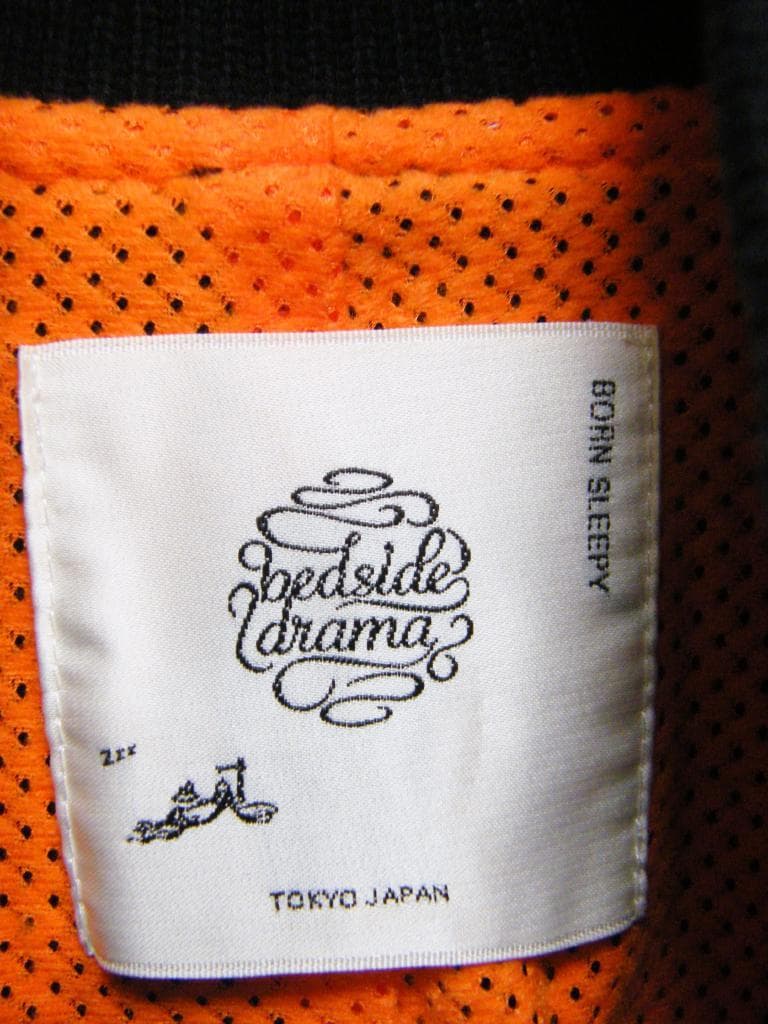 BORN SLEEPY
bedside
drama
Zzz
TOKYO JAPAN